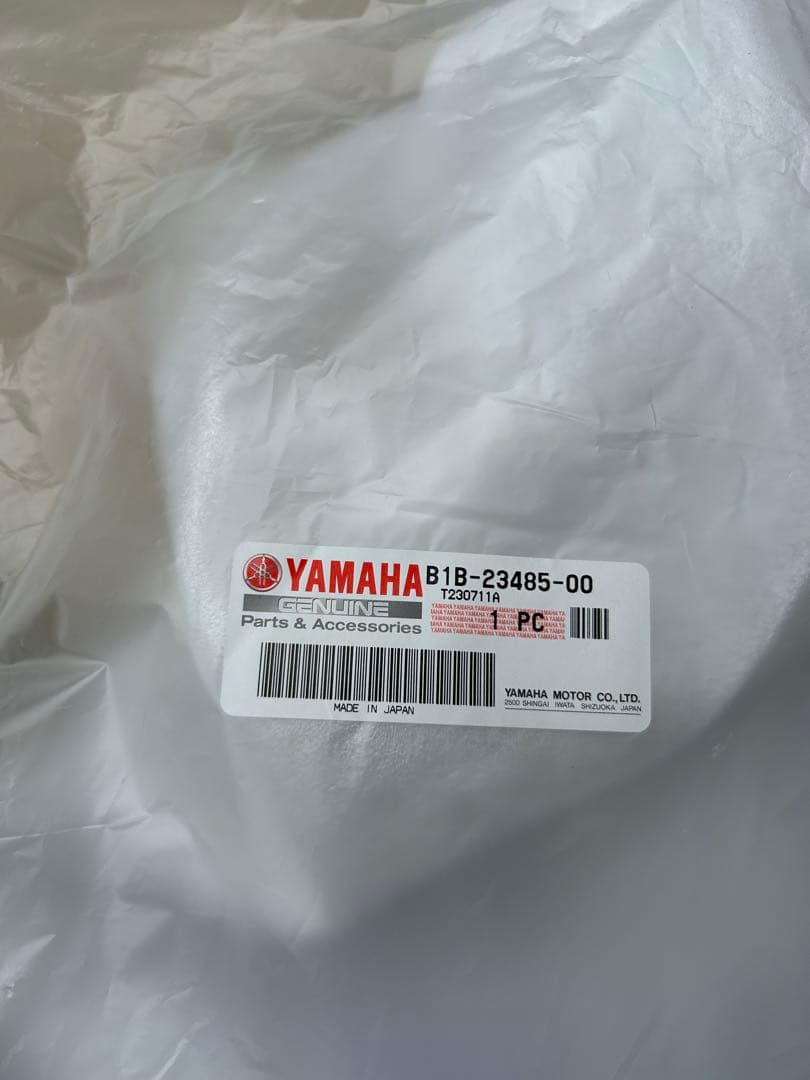 YAMAHA B1B-23485-00
GENUINE T230711A
Parts & Accessories 1 PC
MADE IN JAPAN
YAMAHA MOTOR CO.,LTD.
2500 SHINGAI IWATA SHIZUOKA JAPAN